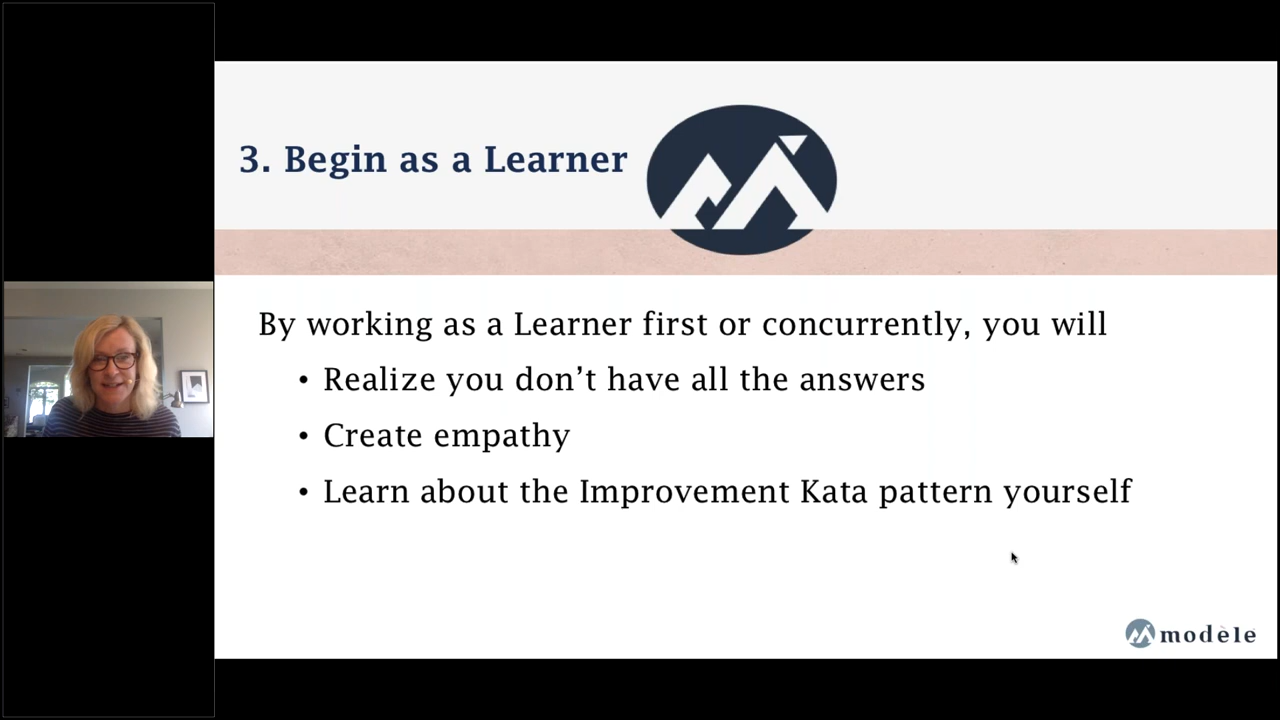 3. Begin as a Learner
By working as a Learner first or concurrently, you will
• Realize you don’t have all the answers
• Create empathy
• Learn about the Improvement Kata pattern yourself
modèle